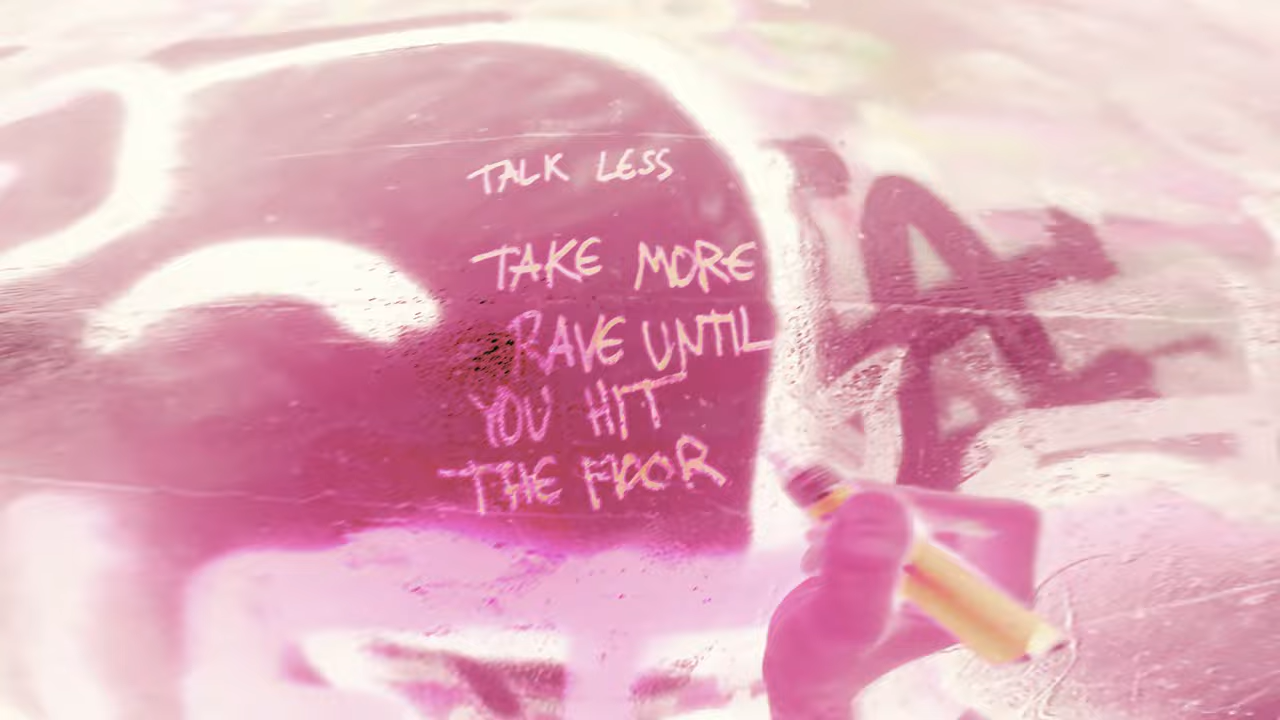 TALK LESS
TAKE MORE
RAVE UNTIL
YOU HIT
THE FLOOR